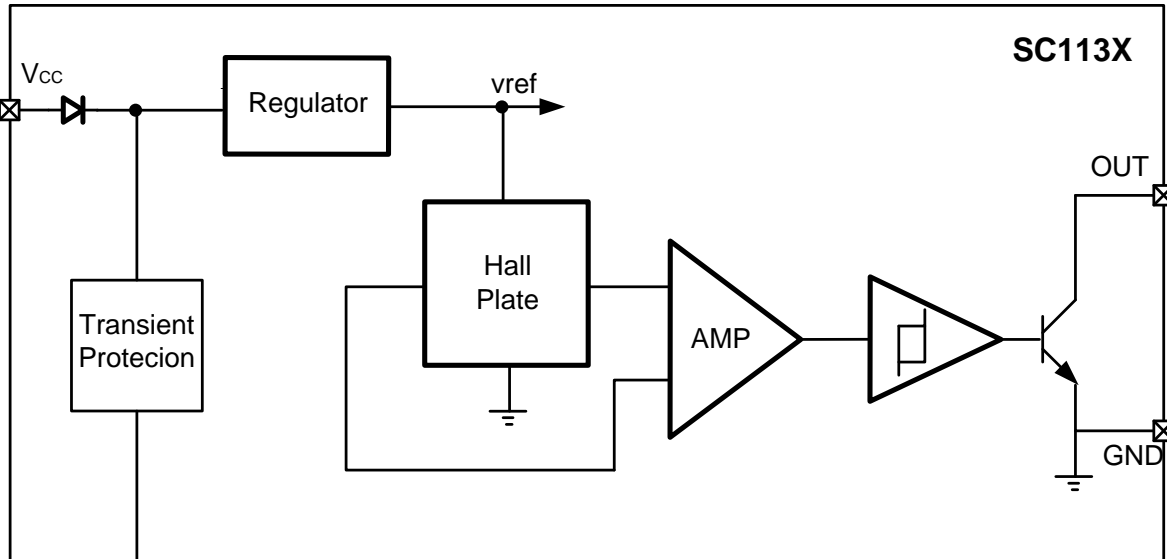 SC113X
Vcc
Regulator
vref
OUT
Hall
Plate
Transient
Protecion
AMP
GND